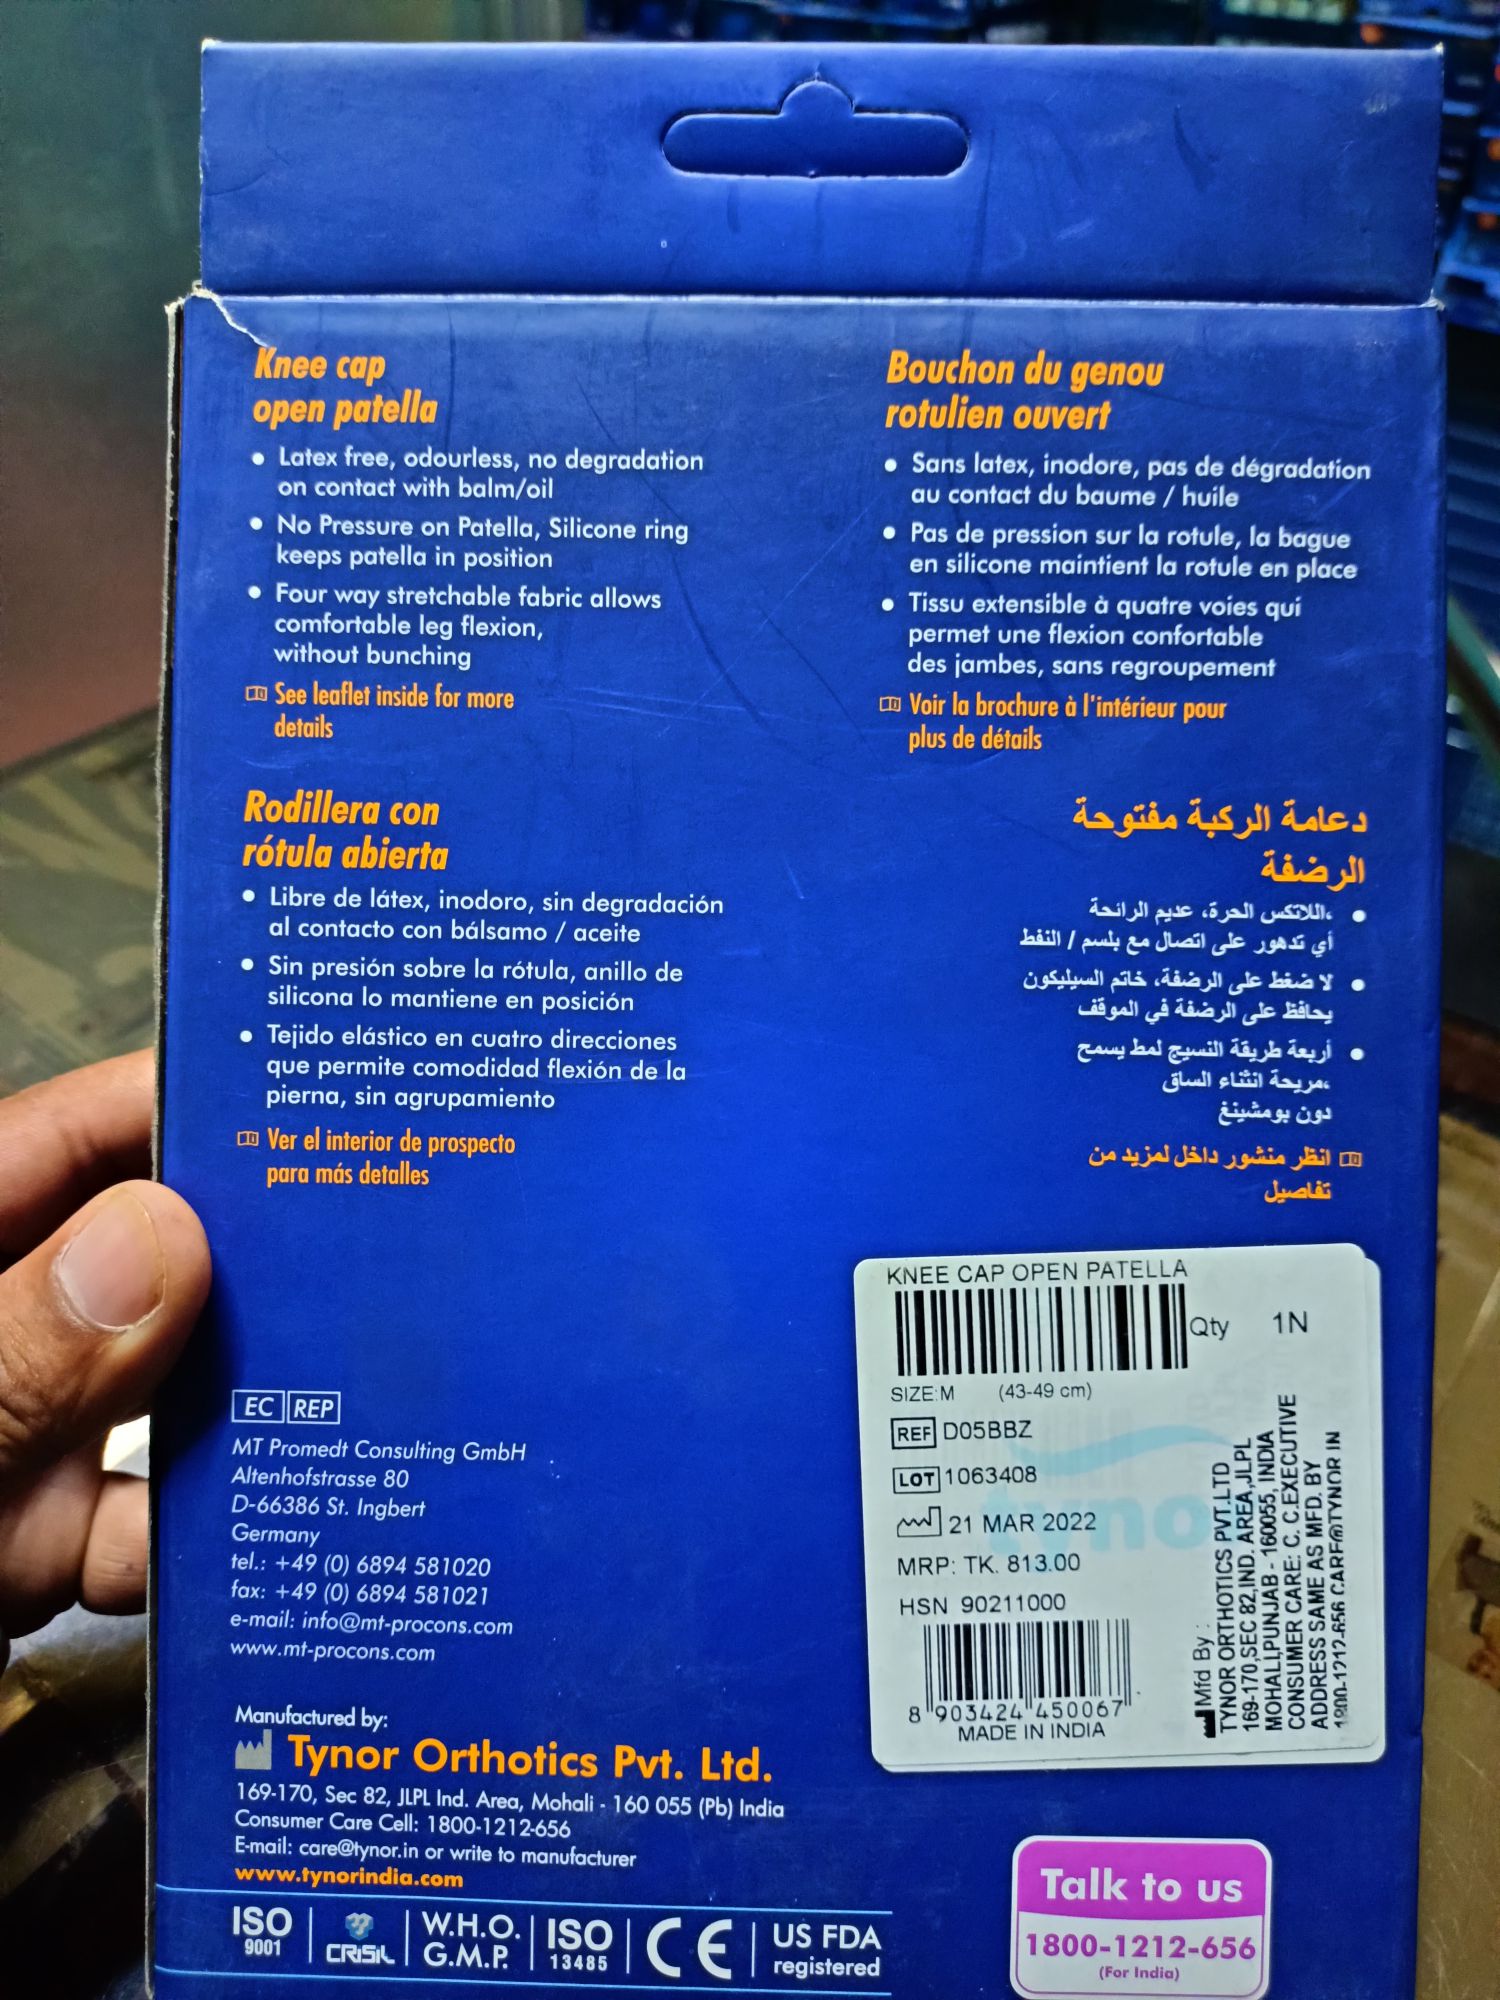 Knee cap
open patella
• Latex free, odourless, no degradation
on contact with balm/oil
• No Pressure on Patella, Silicone ring
keeps patella in position
• Four way stretchable fabric allows
comfortable leg flexion,
without bunching
See leaflet inside for more
details
Bouchon du genou
rotulien ouvert
• Sans latex, inodore, pas de dégradation
au contact du baume / huile
• Pas de pression sur la rotule, la bague
en silicone maintient la rotule en place
• Tissu extensible à quatre voies qui
permet une flexion confortable
des jambes, sans regroupement
Voir la brochure à l'intérieur pour
plus de détails
Rodillera con
rótula abierta
• Libre de látex, inodoro, sin degradación
al contacto con bálsamo / aceite
• Sin presión sobre la rótula, anillo de
silicona lo mantiene en posición
• Tejido elástico en cuatro direcciones
que permite comodidad flexión de la
pierna, sin agrupamiento
Ver el interior de prospecto
para más detalles
دعامة الركبة مفتوحة
الرضفة
• ،اللاتكس الحرة، عديم الرائحة
أي تدهور على اتصال مع بلسم / النفط
• لا ضغط على الرضفة، خاتم السيليكون
يحافظ على الرضفة في الموقف
• أربعة طريقة النسيج لمط يسمح
،مريحة انثناء الساق
دون بومشينغ
انظر منشور داخل لمزيد من
تفاصيل
EC REP
MT Promedt Consulting GmbH
Altenhofstrasse 80
D-66386 St. Ingbert
Germany
tel.: +49 (0) 6894 581020
fax: +49 (0) 6894 581021
e-mail: info@mt-procons.com
www.mt-procons.com
Manufactured by:
Tynor Orthotics Pvt. Ltd.
169-170, Sec 82, JLPL Ind. Area, Mohali - 160 055 (Pb) India
Consumer Care Cell: 1800-1212-656
E-mail: care@tynor.in or write to manufacturer
www.tynorindia.com
ISO 9001
CRISIL
W.H.O. G.M.P.
ISO 13485
CE
US FDA registered
KNEE CAP OPEN PATELLA
Qty 1N
SIZE:M (43-49 cm)
REF D05BBZ
LOT 1063408
21 MAR 2022
MRP: TK. 813.00
HSN 90211000
8 903424 450067
MADE IN INDIA
tyno
Mfd By :
TYNOR ORTHOTICS PVT.LTD
169-170,SEC 82,IND. AREA,JLPL
MOHALI,PUNJAB - 160055, INDIA
CONSUMER CARE: C. C.EXECUTIVE
ADDRESS SAME AS MFD. BY
1800-1212-656 CARE@TYNOR IN
Talk to us
1800-1212-656
(For India)